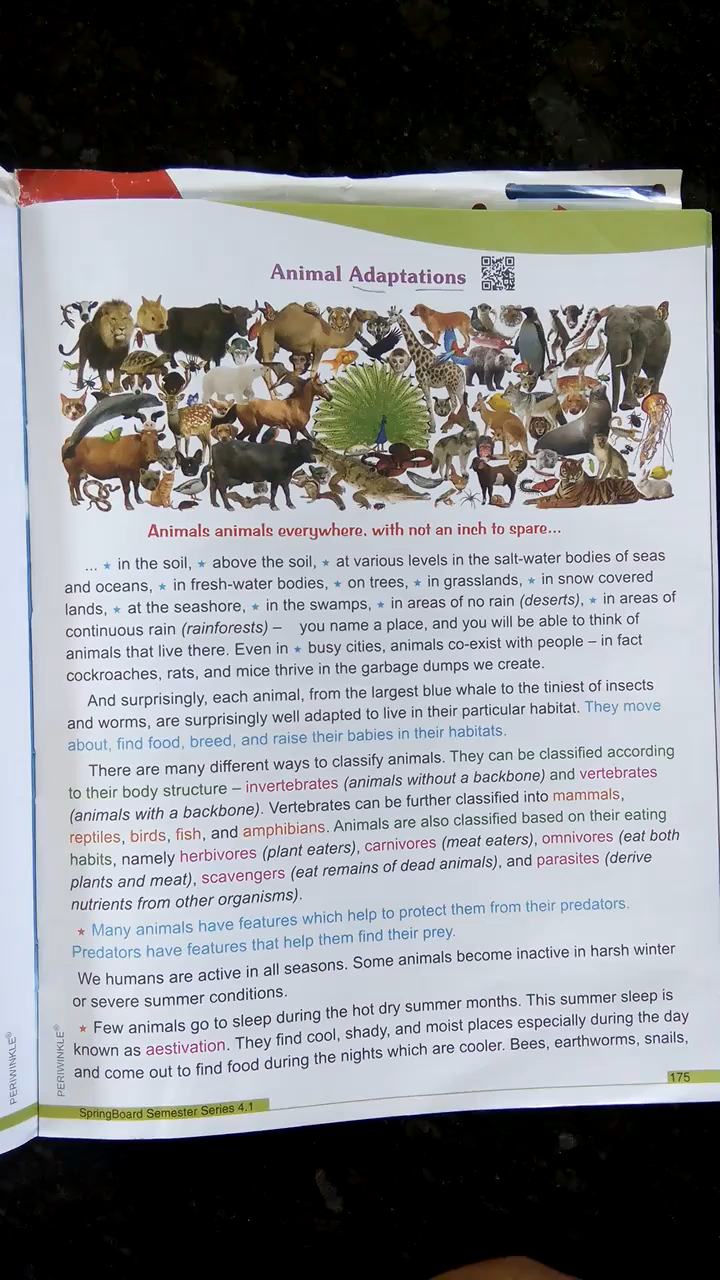 Animal Adaptations
Animals animals everywhere, with not an inch to spare...
... ★ in the soil, ★ above the soil, ★ at various levels in the salt-water bodies of seas
and oceans, ★ in fresh-water bodies, ★ on trees, ★ in grasslands, ★ in snow covered
lands, ★ at the seashore, ★ in the swamps, ★ in areas of no rain (deserts), ★ in areas of
continuous rain (rainforests) – you name a place, and you will be able to think of
animals that live there. Even in ★ busy cities, animals co-exist with people – in fact
cockroaches, rats, and mice thrive in the garbage dumps we create.
And surprisingly, each animal, from the largest blue whale to the tiniest of insects
and worms, are surprisingly well adapted to live in their particular habitat. They move
about, find food, breed, and raise their babies in their habitats.
There are many different ways to classify animals. They can be classified according
to their body structure – invertebrates (animals without a backbone) and vertebrates
(animals with a backbone). Vertebrates can be further classified into mammals,
reptiles, birds, fish, and amphibians. Animals are also classified based on their eating
habits, namely herbivores (plant eaters), carnivores (meat eaters), omnivores (eat both
plants and meat), scavengers (eat remains of dead animals), and parasites (derive
nutrients from other organisms).
★ Many animals have features which help to protect them from their predators.
Predators have features that help them find their prey.
We humans are active in all seasons. Some animals become inactive in harsh winter
or severe summer conditions.
★ Few animals go to sleep during the hot dry summer months. This summer sleep is
known as aestivation. They find cool, shady, and moist places especially during the day
and come out to find food during the nights which are cooler. Bees, earthworms, snails,
175
SpringBoard Semester Series 4.1
PERIWINKLE®
PERIWINKLE®